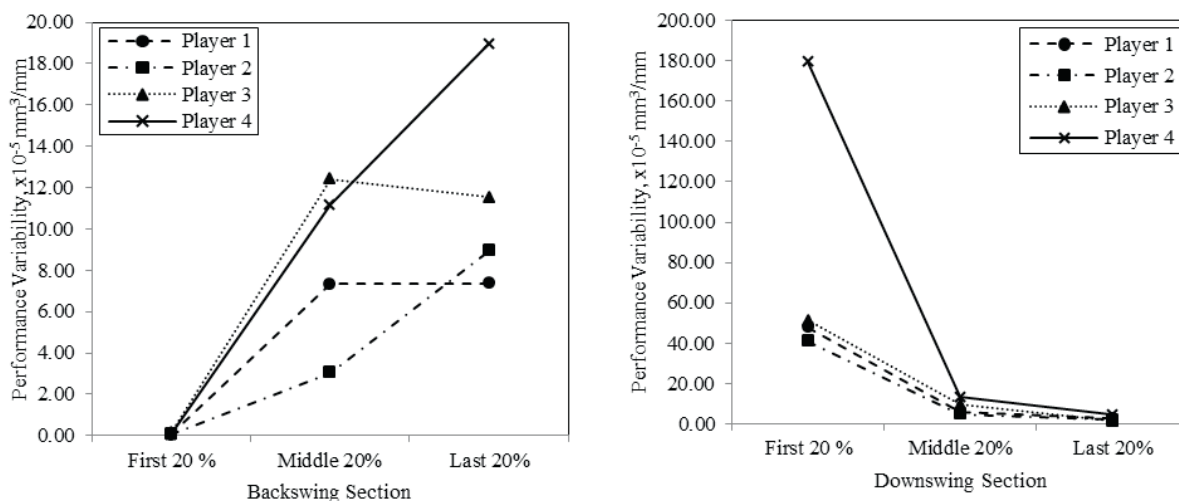 20.00
18.00
16.00
14.00
12.00
10.00
8.00
6.00
4.00
2.00
0.00
Performance Variability, x10⁻⁵ mm³/mm
Player 1
Player 2
Player 3
Player 4
First 20 %
Middle 20%
Last 20%
Backswing Section
200.00
180.00
160.00
140.00
120.00
100.00
80.00
60.00
40.00
20.00
0.00
Performance Variability, x10⁻⁵ mm³/mm
Player 1
Player 2
Player 3
Player 4
First 20 %
Middle 20%
Last 20%
Downswing Section